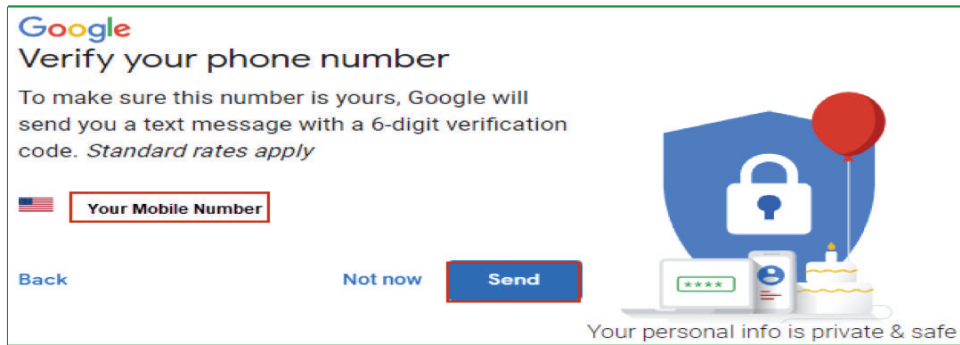 Google
Verify your phone number
To make sure this number is yours, Google will
send you a text message with a 6-digit verification
code. Standard rates apply
Your Mobile Number
Back Not now Send
****
Your personal info is private & safe